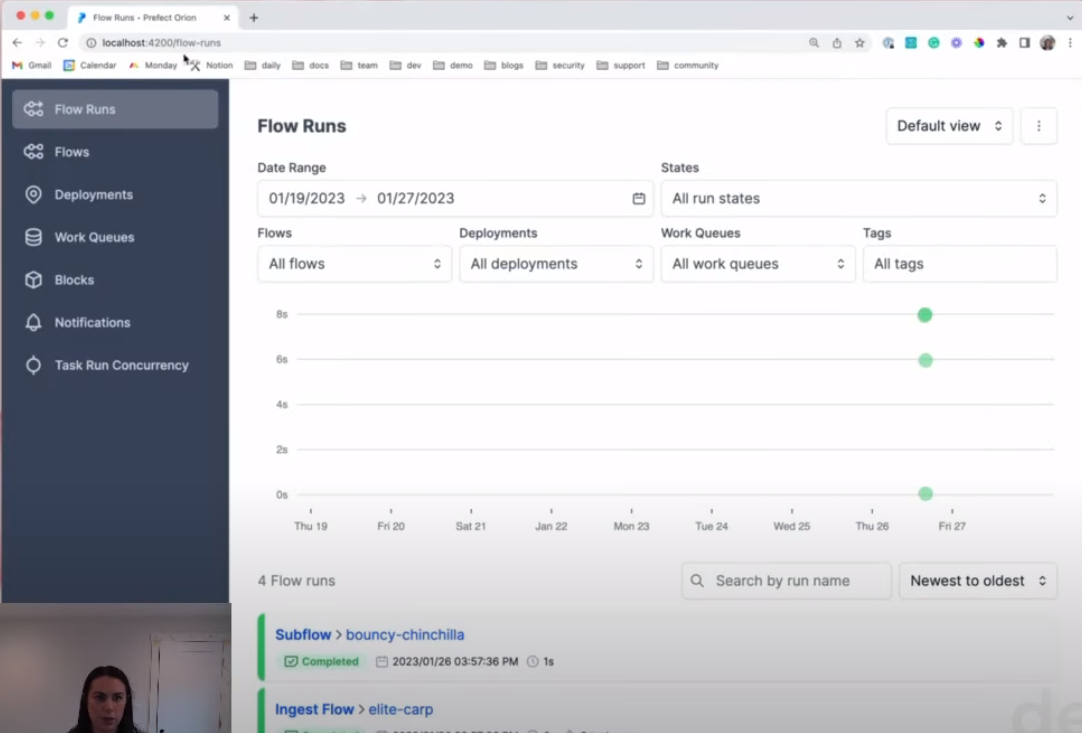 Flow Runs - Prefect Orion
localhost:4200/flow-runs
Gmail Calendar Monday Notion daily docs team dev demo blogs security support community
Flow Runs
Flows
Deployments
Work Queues
Blocks
Notifications
Task Run Concurrency
Flow Runs
Default view
Date Range
States
01/19/2023 → 01/27/2023
All run states
Flows
Deployments
Work Queues
Tags
All flows
All deployments
All work queues
All tags
8s
6s
4s
2s
0s
Thu 19 Fri 20 Sat 21 Jan 22 Mon 23 Tue 24 Wed 25 Thu 26 Fri 27
4 Flow runs
Search by run name
Newest to oldest
Subflow > bouncy-chinchilla
Completed 2023/01/26 03:57:36 PM 1s
Ingest Flow > elite-carp
de